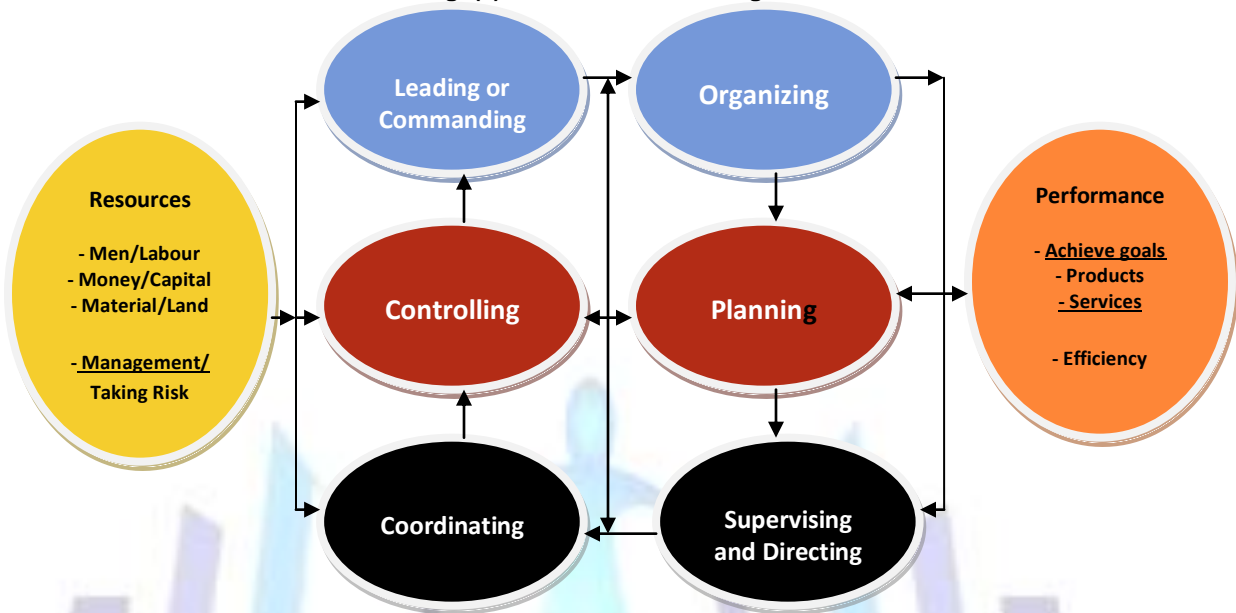 Leading or
Commanding
Organizing
Resources
- Men/Labour
- Money/Capital
- Material/Land
- Management/
Taking Risk
Controlling
Planning
Performance
- Achieve goals
- Products
- Services
- Efficiency
Coordinating
Supervising
and Directing